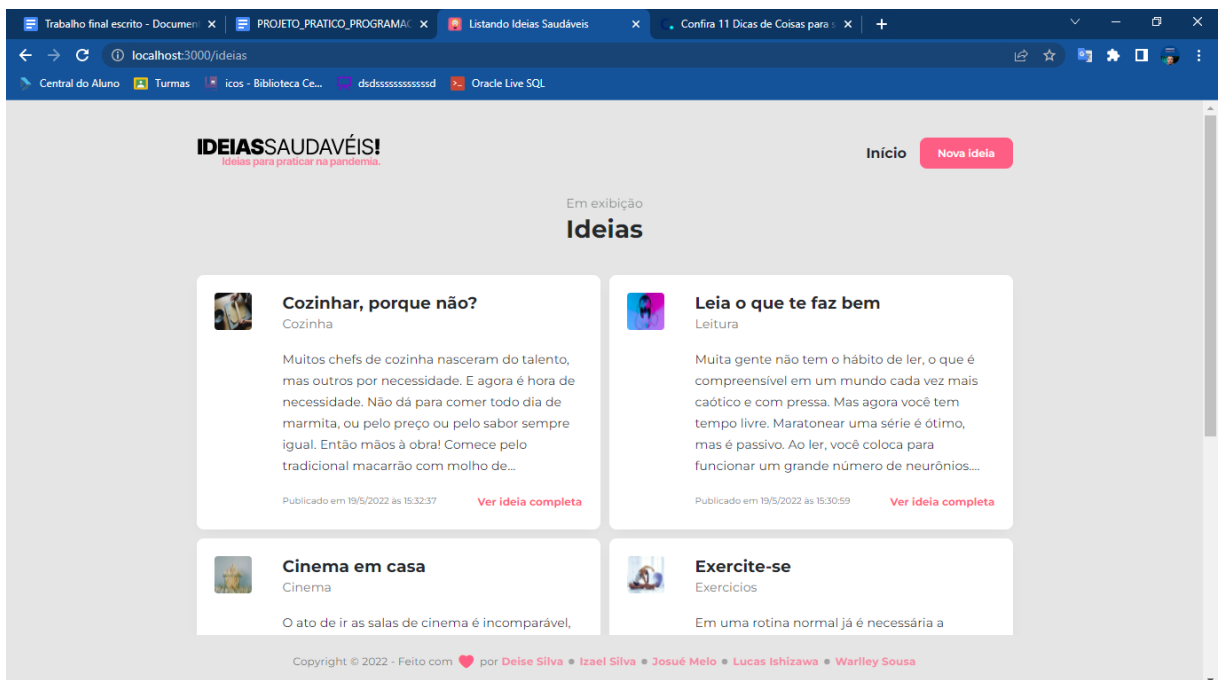 Trabalho final escrito - Document
PROJETO_PRATICO_PROGRAMAC
Listando Ideias Saudáveis
Confira 11 Dicas de Coisas para s
localhost:3000/ideias
Central do Aluno
Turmas
icos - Biblioteca Ce...
dsdsssssssssssd
Oracle Live SQL
IDEIASSAUDAVÉIS!
Ideias para praticar na pandemia.
Início
Nova ideia
Em exibição
Ideias
Cozinhar, porque não?
Cozinha
Muitos chefs de cozinha nasceram do talento,
mas outros por necessidade. E agora é hora de
necessidade. Não dá para comer todo dia de
marmita, ou pelo preço ou pelo sabor sempre
igual. Então mãos à obra! Comece pelo
tradicional macarrão com molho de...
Publicado em 19/5/2022 às 15:32:37
Ver ideia completa
Leia o que te faz bem
Leitura
Muita gente não tem o hábito de ler, o que é
compreensível em um mundo cada vez mais
caótico e com pressa. Mas agora você tem
tempo livre. Maratonear uma série é ótimo,
mas é passivo. Ao ler, você coloca para
funcionar um grande número de neurônios....
Publicado em 19/5/2022 às 15:30:59
Ver ideia completa
Cinema em casa
Cinema
O ato de ir as salas de cinema é incomparável,
Exercite-se
Exercicios
Em uma rotina normal já é necessária a
Copyright © 2022 - Feito com ❤ por Deise Silva ● Izael Silva ● Josué Melo ● Lucas Ishizawa ● Warlley Sousa